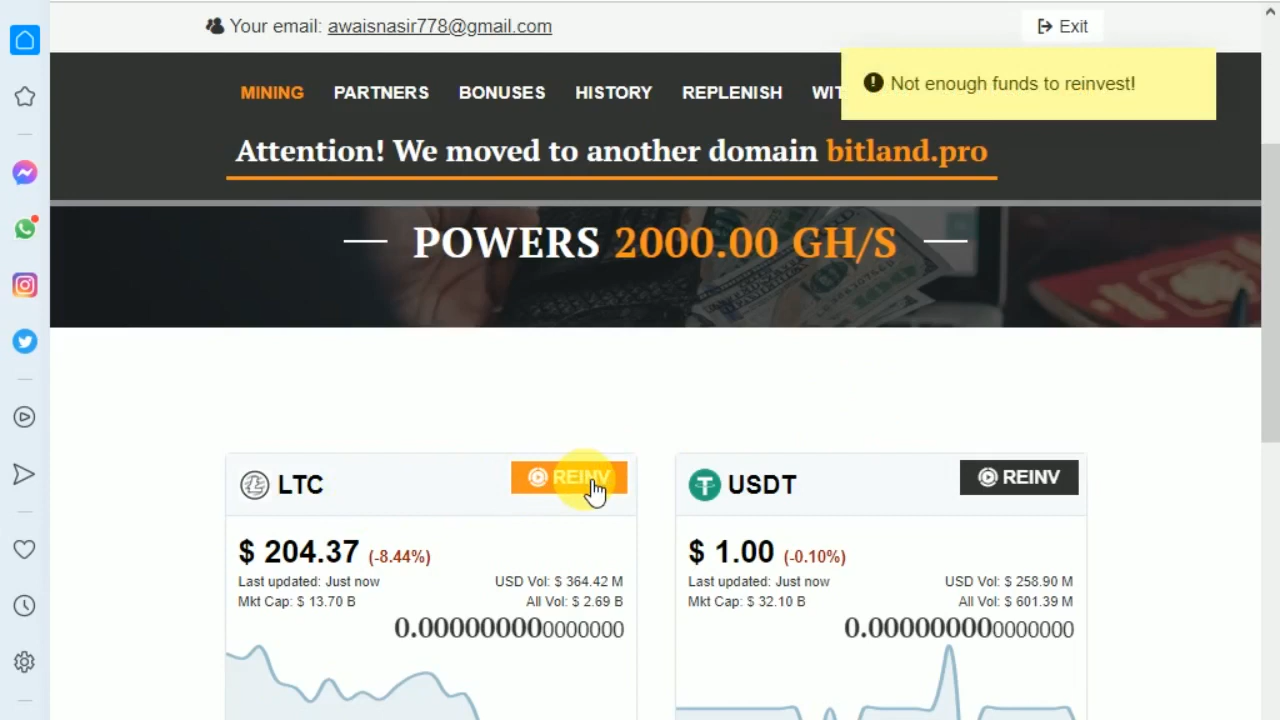 Your email: awaisnasir778@gmail.com
Exit
MINING PARTNERS BONUSES HISTORY REPLENISH WIT
Not enough funds to reinvest!
Attention! We moved to another domain bitland.pro
POWERS 2000.00 GH/S
LTC
REINV
$ 204.37 (-8.44%)
Last updated: Just now
USD Vol: $ 364.42 M
Mkt Cap: $ 13.70 B
All Vol: $ 2.69 B
0.000000000000000
USDT
REINV
$ 1.00 (-0.10%)
Last updated: Just now
USD Vol: $ 258.90 M
Mkt Cap: $ 32.10 B
All Vol: $ 601.39 M
0.000000000000000